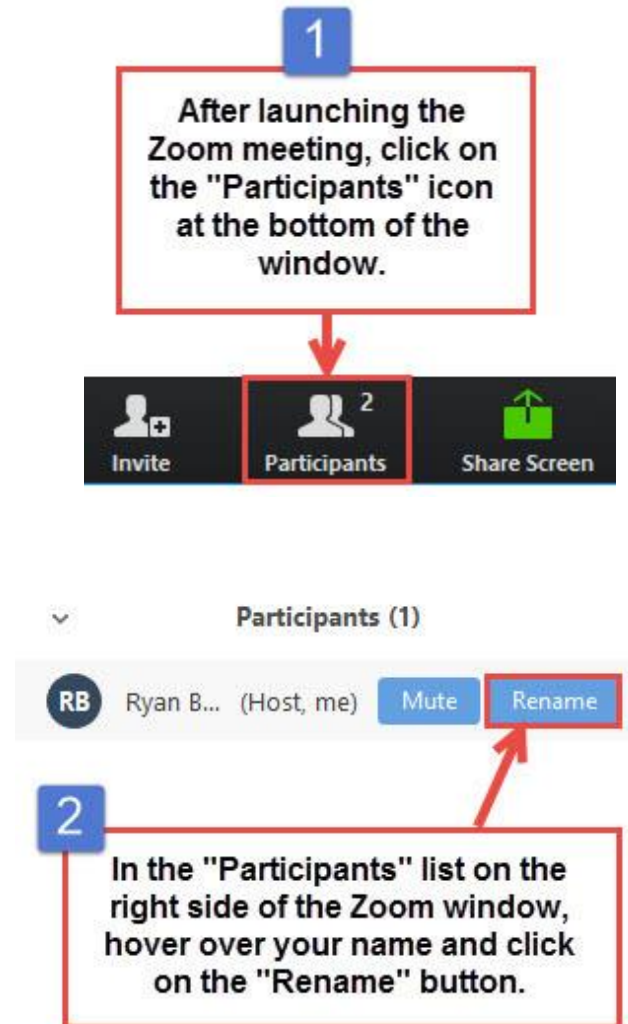 1
After launching the
Zoom meeting, click on
the "Participants" icon
at the bottom of the
window.
2
Invite Participants Share Screen
Participants (1)
RB Ryan B... (Host, me) Mute Rename
2
In the "Participants" list on the
right side of the Zoom window,
hover over your name and click
on the "Rename" button.